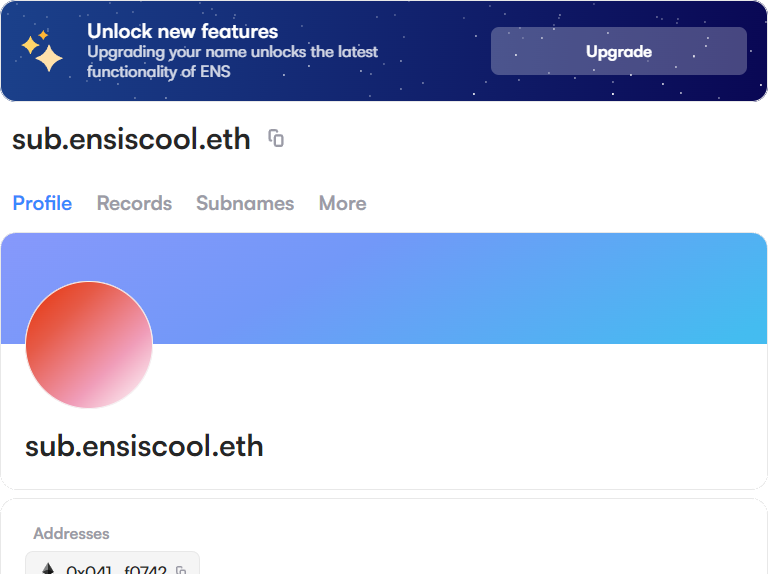 Unlock new features
Upgrading your name unlocks the latest
functionality of ENS
Upgrade
sub.ensiscool.eth
Profile Records Subnames More
sub.ensiscool.eth
Addresses
0x041...f0742